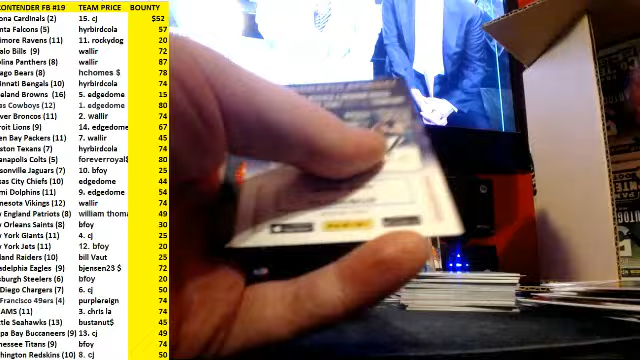 CONTENDER FB #19 TEAM PRICE BOUNTY
ona Cardinals (2) 15. cj $52
nta Falcons (5) hyrbirdcola 57
imore Ravens (11) 11. rockydog 20
alo Bills (9) wallir 72
olina Panthers (8) wallir 87
ago Bears (8) hchomes $ 78
innati Bengals (10) hyrbirdcola 74
eland Browns (16) 5. edgedome 15
as Cowboys (12) 1. edgedome 80
ver Broncos (11) 2. wallir 74
roit Lions (9) 14. edgedome 67
en Bay Packers (11) 7. wallir 45
ston Texans (7) hyrbirdcola 74
anapolis Colts (5) foreverroyal$ 80
sonville Jaguars (7) 10. bfoy 25
sas City Chiefs (10) edgedome 44
mi Dolphins (11) 9. edgedome 54
nesota Vikings (12) wallir 74
England Patriots (8) william thoma 49
Orleans Saints (8) bfoy 30
York Giants (11) 4. cj 25
York Jets (11) 12. bfoy 20
land Raiders (10) bill Vaut 25
adelphia Eagles (9) bjensen23 $ 72
sburgh Steelers (6) bfoy 20
Diego Chargers (7) 6. cj 50
Francisco 49ers (4) purplereign 74
AMS (11) 3. chris la 74
ttle Seahawks (13) bustanut$ 45
pa Bay Buccaneers (9) 13. cj 49
nessee Titans (9) bfoy 74
hington Redskins (10) 8. cj 50